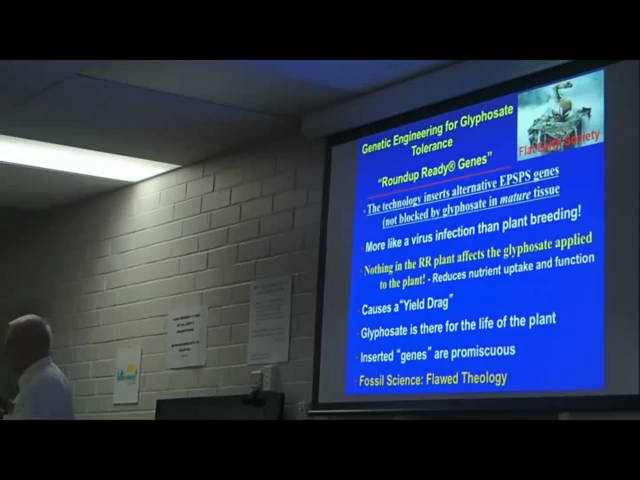 Genetic Engineering for Glyphosate
Tolerance
"Roundup Ready® Genes"
Flat Earth Society
The technology inserts alternative EPSPS genes
(not blocked by glyphosate in mature tissue
More like a virus infection than plant breeding!
Nothing in the RR plant affects the glyphosate applied
to the plant! - Reduces nutrient uptake and function
Causes a "Yield Drag"
Glyphosate is there for the life of the plant
Inserted "genes" are promiscuous
Fossil Science: Flawed Theology